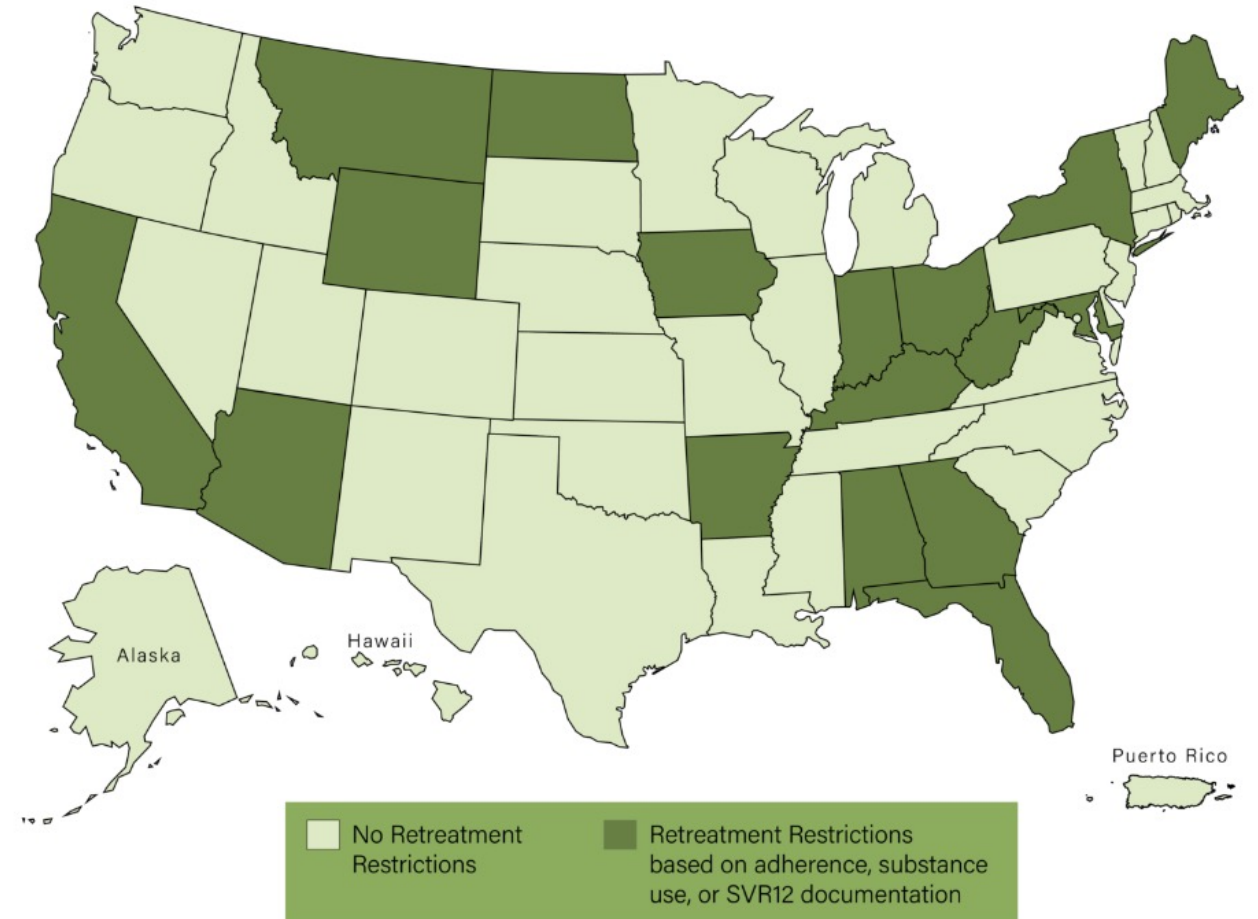 Alaska
Hawaii
Puerto Rico
No Retreatment
Restrictions
Retreatment Restrictions
based on adherence, substance
use, or SVR12 documentation